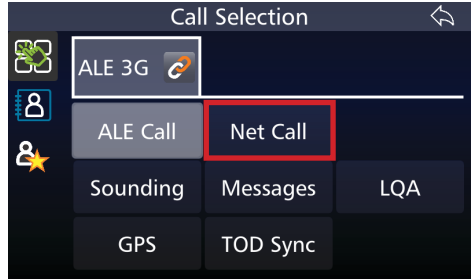 Call Selection
ALE 3G
ALE Call Net Call
Sounding Messages LQA
GPS TOD Sync